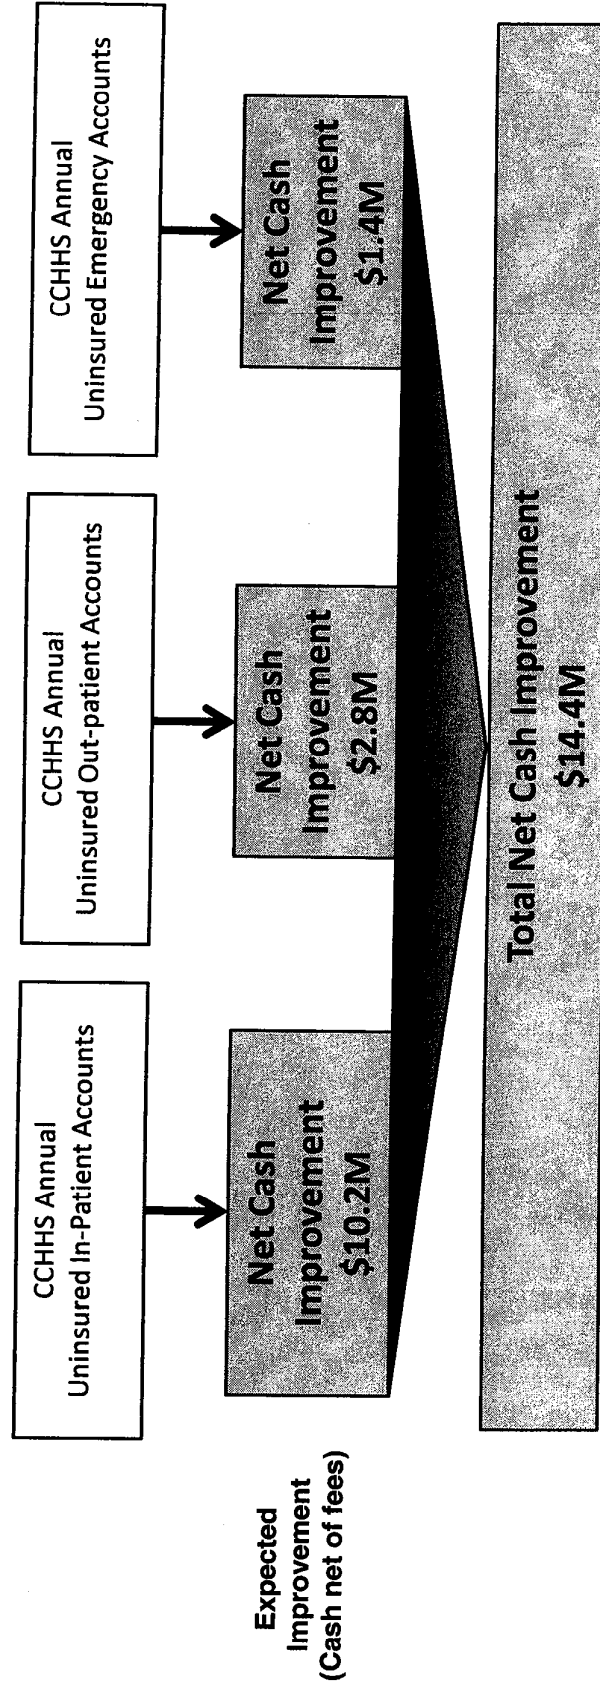 CCHHS Annual
Uninsured In-Patient Accounts
CCHHS Annual
Uninsured Out-patient Accounts
CCHHS Annual
Uninsured Emergency Accounts
Expected
Improvement
(Cash net of fees)
Net Cash
Improvement
$10.2M
Net Cash
Improvement
$2.8M
Net Cash
Improvement
$1.4M
Total Net Cash Improvement
$14.4M